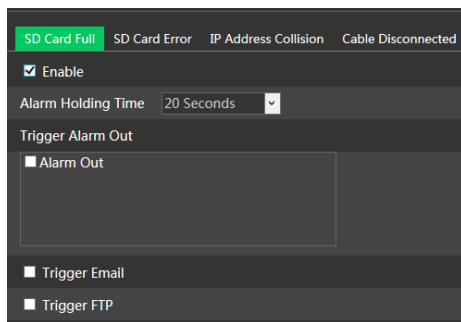 SD Card Full SD Card Error IP Address Collision Cable Disconnected
Enable
Alarm Holding Time 20 Seconds
Trigger Alarm Out
Alarm Out
Trigger Email
Trigger FTP